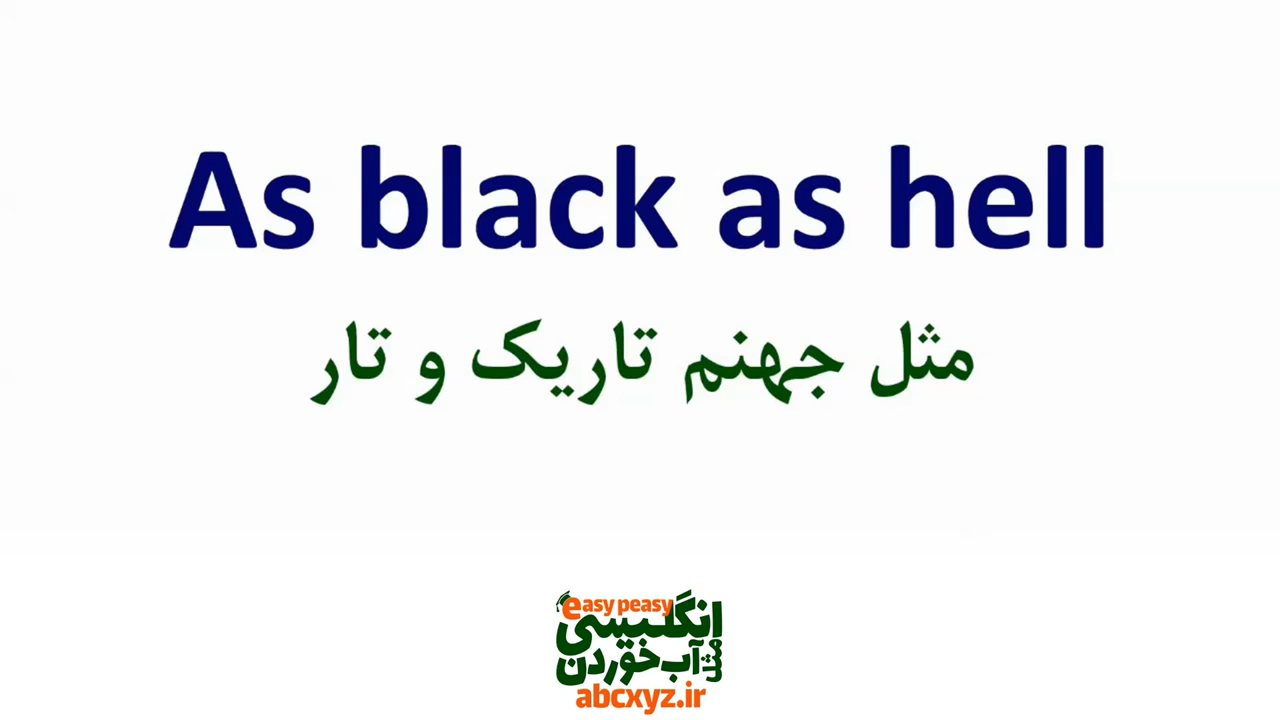 As black as hell
مثل جهنم تاریک و تار
easy peasy
انگلیسی
مثل آب خوردن
abcxyz.ir